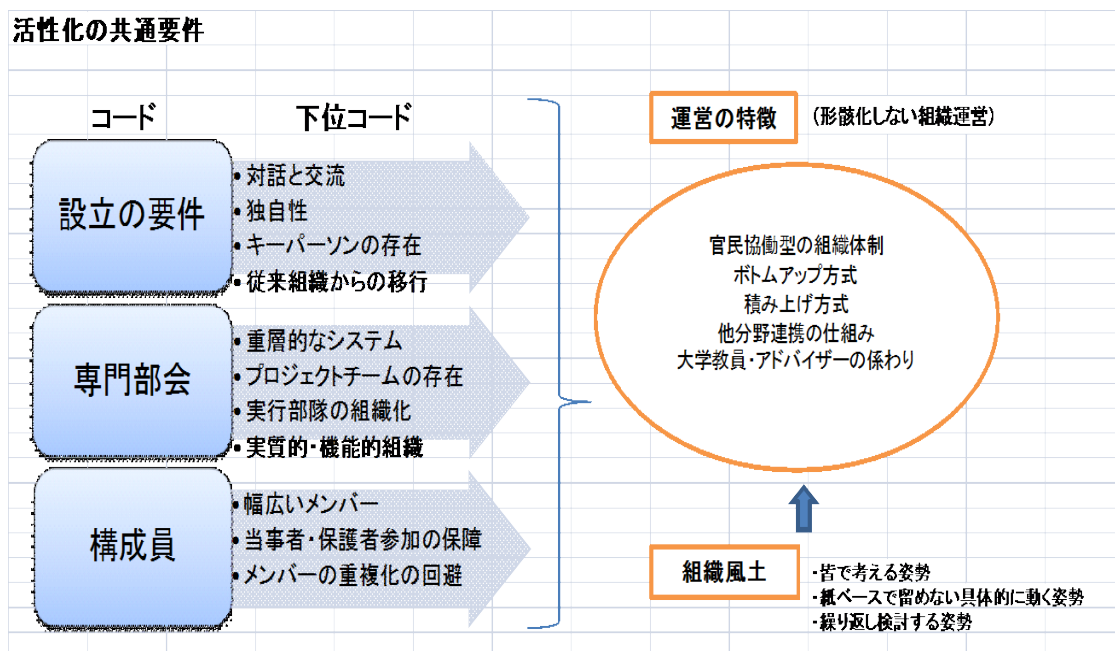 活性化の共通要件
コード
下位コード
設立の要件
・対話と交流
・独自性
・キーパーソンの存在
・従来組織からの移行
専門部会
・重層的なシステム
・プロジェクトチームの存在
・実行部隊の組織化
・実質的・機能的組織
構成員
・幅広いメンバー
・当事者・保護者参加の保障
・メンバーの重複化の回避
運営の特徴
(形骸化しない組織運営)
官民協働型の組織体制
ボトムアップ方式
積み上げ方式
他分野連携の仕組み
大学教員・アドバイザーの係わり
組織風土
・皆で考える姿勢
・紙ベースで留めない具体的に動く姿勢
・繰り返し検討する姿勢